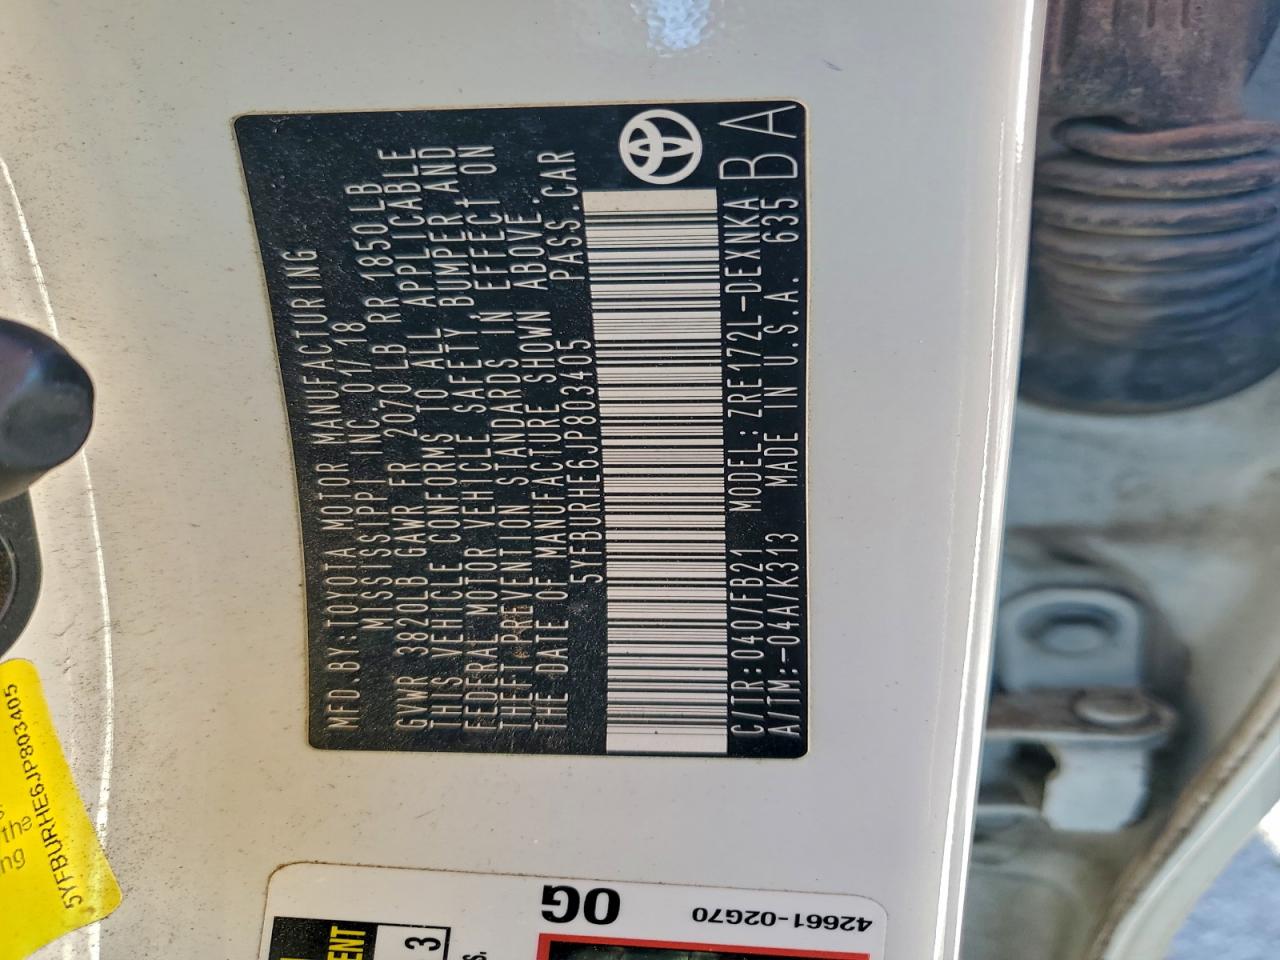 MFD.BY:TOYOTA MOTOR MANUFACTURING
MISSISSIPPI INC. 01/18
GVWR 3820LB GAWR FR 2070 LB RR 1850LB
THIS VEHICLE CONFORMS TO ALL APPLICABLE
FEDERAL MOTOR VEHICLE SAFETY, BUMPER, AND
THEFT PREVENTION STANDARDS IN EFFECT ON
THE DATE OF MANUFACTURE SHOWN ABOVE.
5YFBURHE6JP803405 PASS.CAR
C/TR:040/FB21 MODEL:ZRE172L-DEXNKA
A/TM:-04A/K313 MADE IN U.S.A. 635
BA
5YFBURHE6JP803405
the
ng
42661-02G70
0G
3